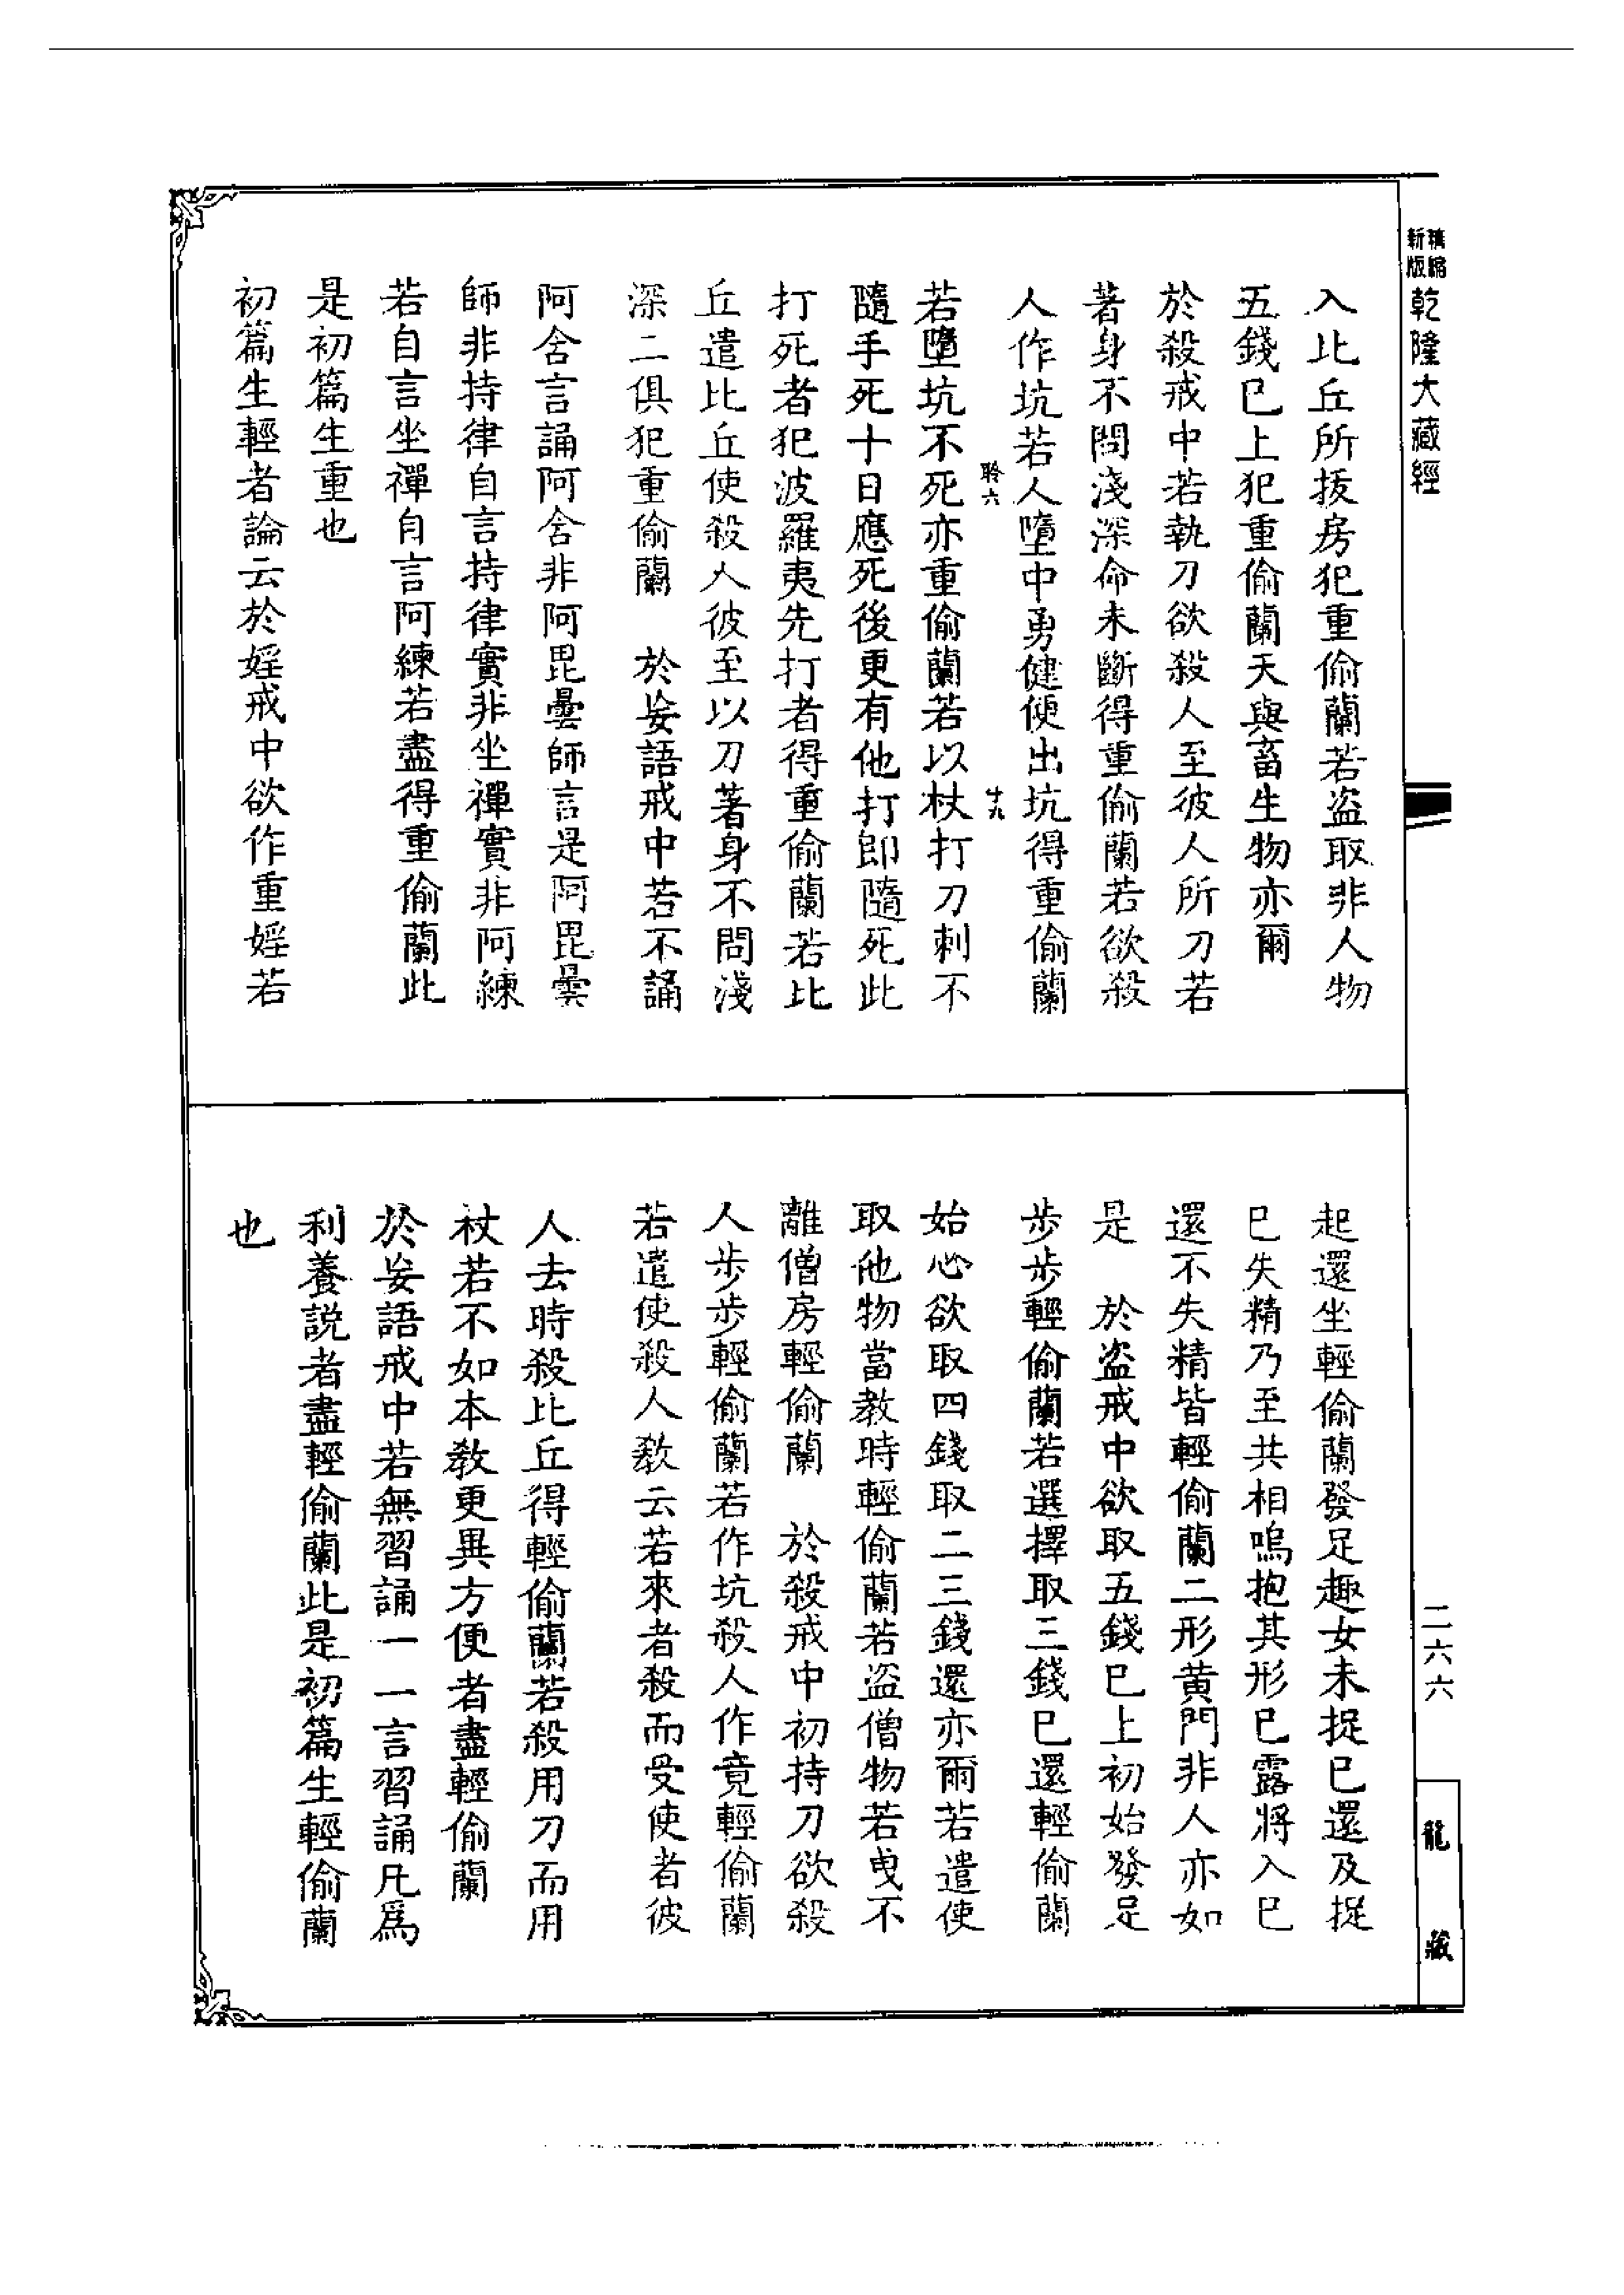 新版精縮乾隆大藏經
入比丘所拔房犯重偷蘭若盜取非人物
五錢已上犯重偷蘭天與畜生物亦爾
於殺戒中若執刀欲殺人至彼人所刀若
著身不問淺深命未斷得重偷蘭若欲殺
人作坑若人墮中勇健便出坑得重偷蘭
聆六
十九
若墮坑不死亦重偷蘭若以杖打刀刺不
隨手死十日應死後更有他打即隨死此
打死者犯波羅夷先打者得重偷蘭若比
丘遣比丘使殺人彼至以刀著身不問淺
深二俱犯重偷蘭　於妄語戒中若不誦
阿含言誦阿含非阿毘曇師言是阿毘曇
師非持律自言持律實非坐禪實非阿練
若自言坐禪自言阿練若盡得重偷蘭此
是初篇生重也
初篇生輕者論云於婬戒中欲作重婬若
起還坐輕偷蘭發足趣女未捉已還及捉
已失精乃至共相嗚抱其形已露將入已
還不失精皆輕偷蘭二形黃門非人亦如
是　於盜戒中欲取五錢已上初始發足
步步輕偷蘭若選擇取三錢已還輕偷蘭
始心欲取四錢取二三錢還亦爾若遣使
取他物當教時輕偷蘭若盜僧物若曳不
離僧房輕偷蘭　於殺戒中初持刀欲殺
人步步輕偷蘭若作坑殺人作竟輕偷蘭
若遣使殺人教云若來者殺而受使者彼
人去時殺比丘得輕偷蘭若殺用刀而用
杖若不如本教更異方便者盡輕偷蘭
於妄語戒中若無習誦一一言習誦凡爲
利養説者盡輕偷蘭此是初篇生輕偷蘭
也
二六六
龍藏